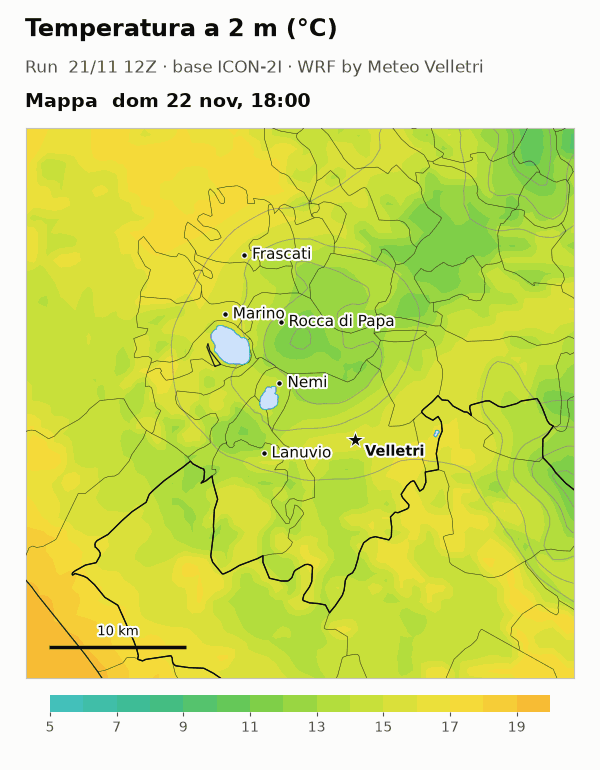 Temperatura a 2 m (°C)
Run 21/11 12Z · base ICON-2I · WRF by Meteo Velletri
Mappa dom 22 nov, 18:00
Frascati
Marino
Rocca di Papa
Nemi
Velletri
Lanuvio
10 km
5 7 9 11 13 15 17 19